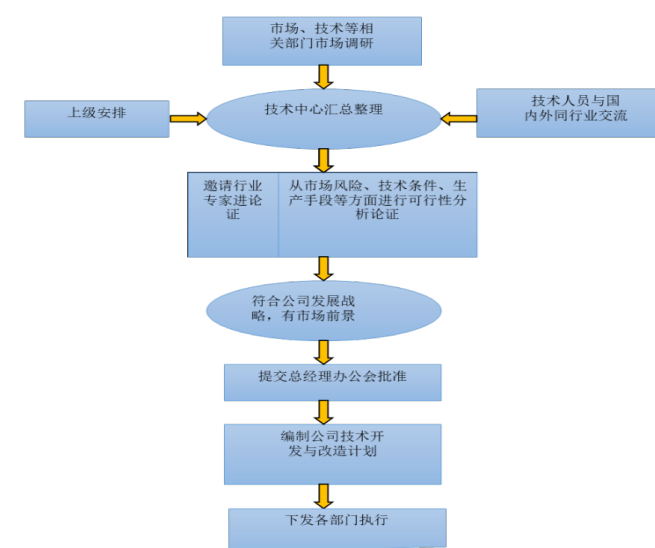 市场、技术等相
关部门市场调研
上级安排
技术中心汇总整理
技术人员与国
内外同行业交流
邀请行业
专家进论
证
从市场风险、技术条件、生
产手段等方面进行可行性分
析论证
符合公司发展战
略，有市场前景
提交总经理办公会批准
编制公司技术开
发与改造计划
下发各部门执行